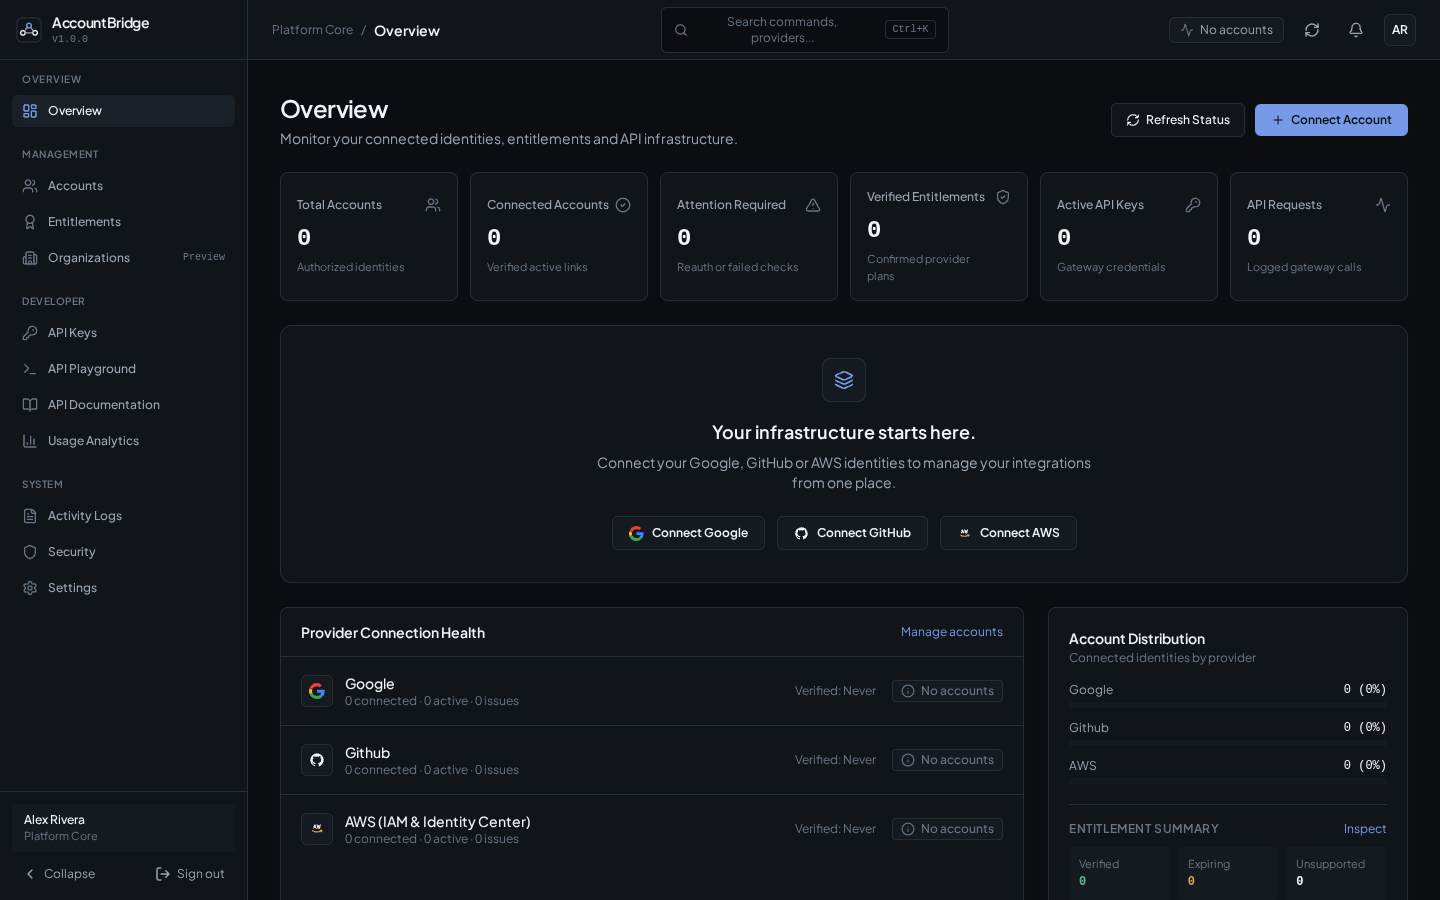 AccountBridge
v1.0.0
OVERVIEW
Overview
MANAGEMENT
Accounts
Entitlements
Organizations Preview
DEVELOPER
API Keys
API Playground
API Documentation
Usage Analytics
SYSTEM
Activity Logs
Security
Settings
Alex Rivera
Platform Core
Collapse Sign out
Platform Core / Overview
Search commands,
providers...
Ctrl+K
No accounts
AR
Overview
Monitor your connected identities, entitlements and API infrastructure.
Refresh Status
Connect Account
Total Accounts
0
Authorized identities
Connected Accounts
0
Verified active links
Attention Required
0
Reauth or failed checks
Verified Entitlements
0
Confirmed provider
plans
Active API Keys
0
Gateway credentials
API Requests
0
Logged gateway calls
Your infrastructure starts here.
Connect your Google, GitHub or AWS identities to manage your integrations
from one place.
Connect Google
Connect GitHub
aws Connect AWS
Provider Connection Health Manage accounts
Google
0 connected · 0 active · 0 issues
Verified: Never No accounts
Github
0 connected · 0 active · 0 issues
Verified: Never No accounts
aws
AWS (IAM & Identity Center)
0 connected · 0 active · 0 issues
Verified: Never No accounts
Account Distribution
Connected identities by provider
Google 0 (0%)
Github 0 (0%)
AWS 0 (0%)
ENTITLEMENT SUMMARY Inspect
Verified
0
Expiring
0
Unsupported
0